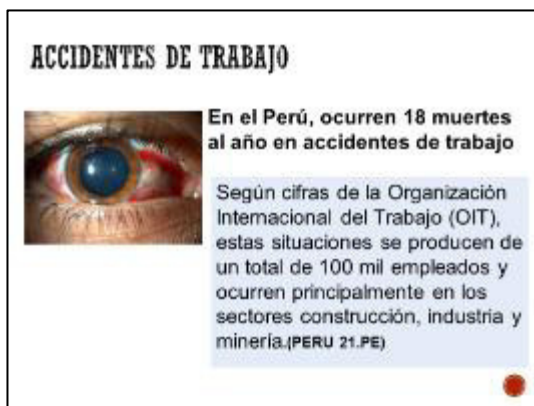 ACCIDENTES DE TRABAJO
En el Perú, ocurren 18 muertes
al año en accidentes de trabajo
Según cifras de la Organización
Internacional del Trabajo (OIT),
estas situaciones se producen de
un total de 100 mil empleados y
ocurren principalmente en los
sectores construcción, industria y
minería.(PERU 21.PE)